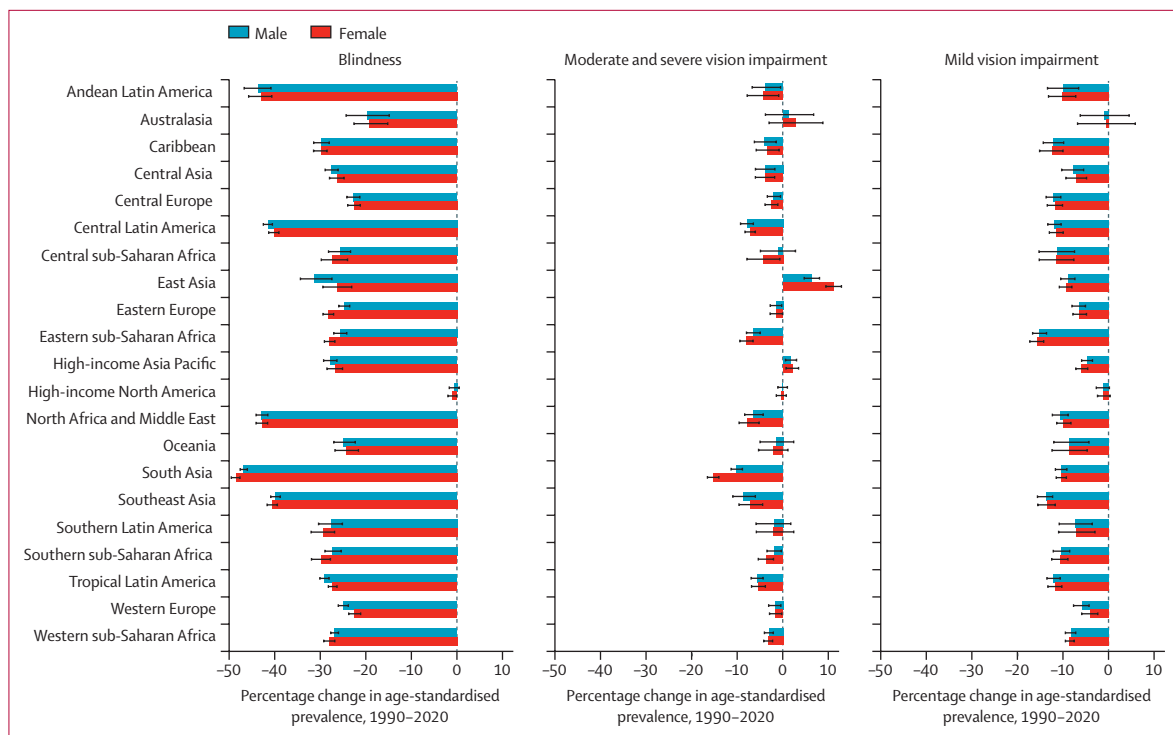 Male Female
Blindness Moderate and severe vision impairment Mild vision impairment
Andean Latin America
Australasia
Caribbean
Central Asia
Central Europe
Central Latin America
Central sub-Saharan Africa
East Asia
Eastern Europe
Eastern sub-Saharan Africa
High-income Asia Pacific
High-income North America
North Africa and Middle East
Oceania
South Asia
Southeast Asia
Southern Latin America
Southern sub-Saharan Africa
Tropical Latin America
Western Europe
Western sub-Saharan Africa
−50 −40 −30 −20 −10 0 10 −50 −40 −30 −20 −10 0 10 −50 −40 −30 −20 −10 0 10
Percentage change in age-standardised Percentage change in age-standardised Percentage change in age-standardised
prevalence, 1990–2020 prevalence, 1990–2020 prevalence, 1990–2020